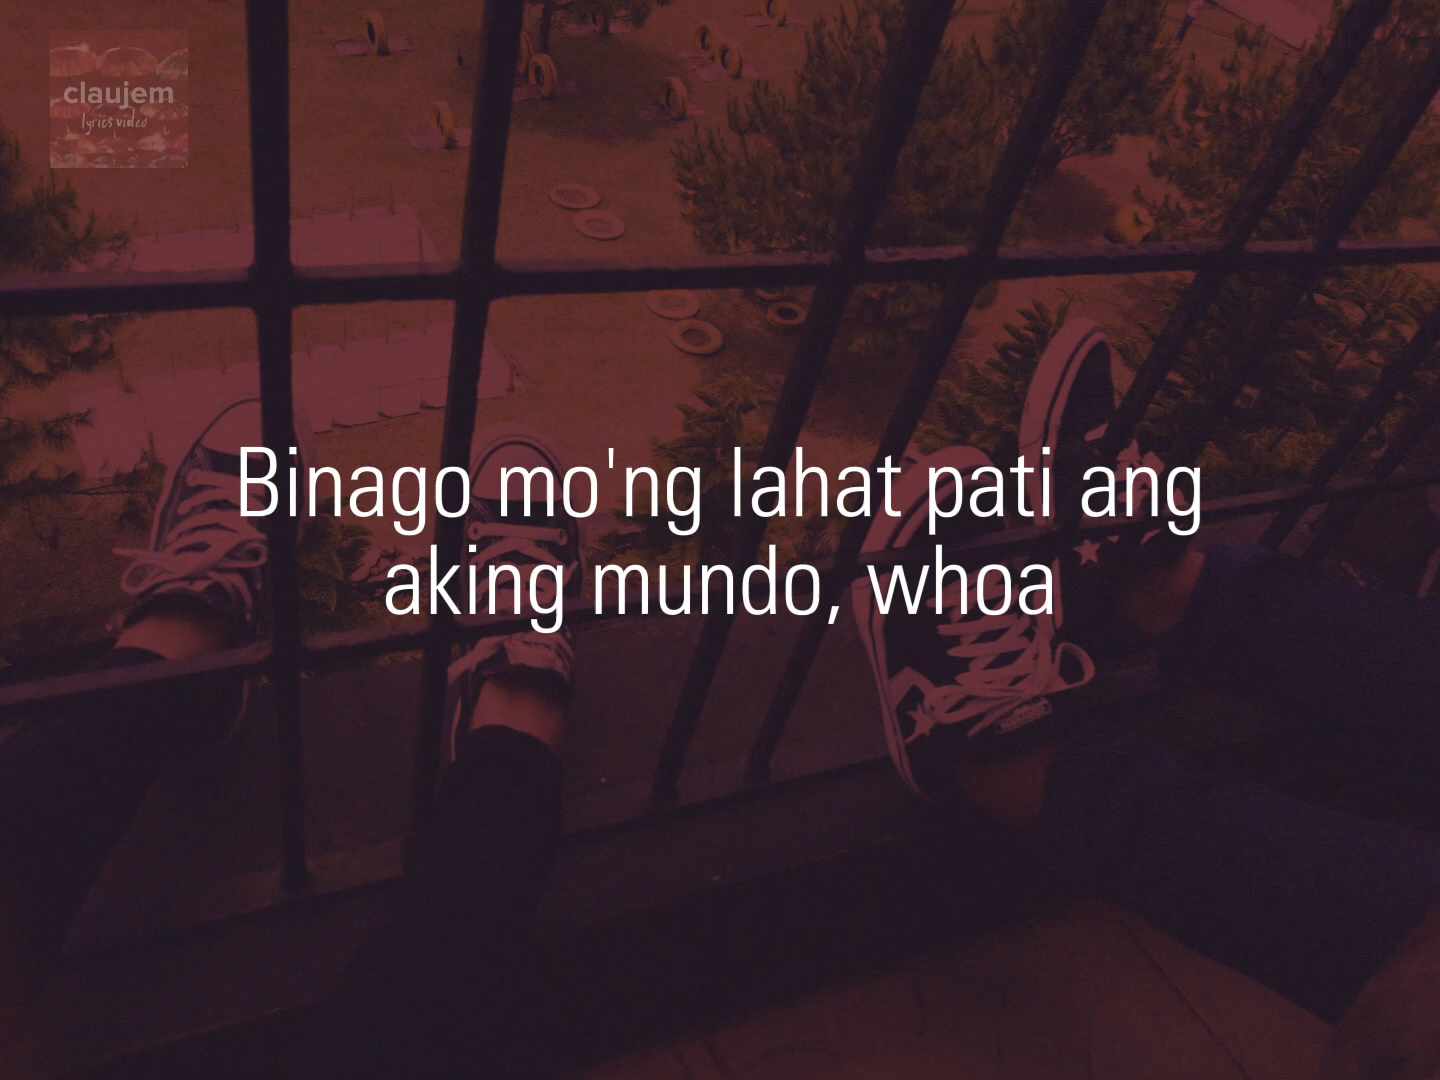 claujem
lyrics video
Binago mo'ng lahat pati ang
aking mundo, whoa